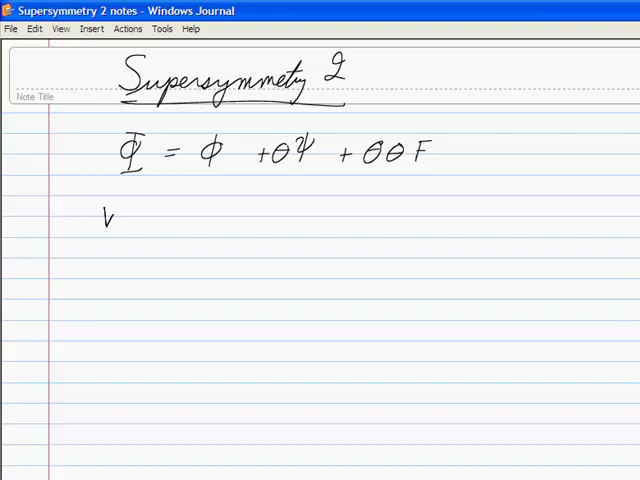 Supersymmetry 2 notes - Windows Journal
File Edit View Insert Actions Tools Help
Supersymmetry 2
Note Title
Φ = ϕ + θψ + θθF
V